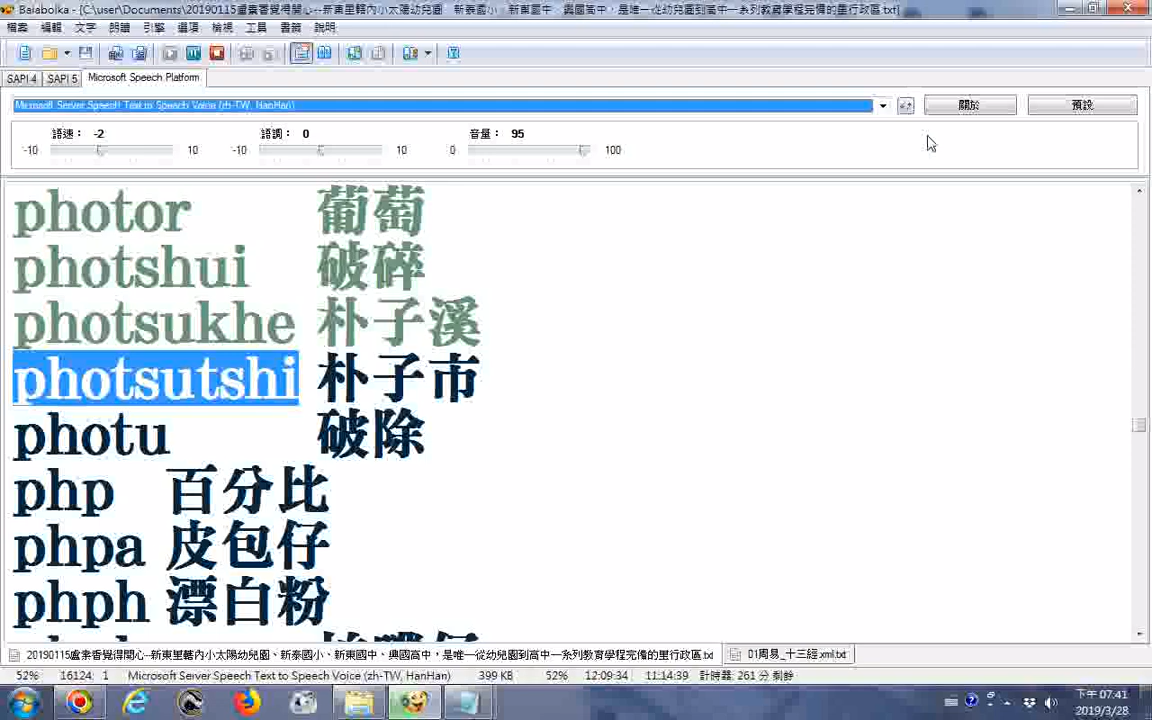 Balabolka - [C:\user\Documents\20190115盧素香覺得開心--新東里轄內小太陽幼兒園、新泰國小、新東國中、興國高中，是唯一從幼兒園到高中一系列教育學程完備的里行政區.txt]
檔案 編輯 文字 朗讀 引擎 選項 檢視 工具 書籤 說明
SAPI 4 SAPI 5 Microsoft Speech Platform
Microsoft Server Speech Text to Speech Voice (zh-TW, HanHan) 關於 預設
語速： -2 語調： 0 音量： 95
-10 10 -10 10 0 100
photor 葡萄
photshui 破碎
photsukhe 朴子溪
photsutshi 朴子市
photu 破除
php 百分比
phpa 皮包仔
phph 漂白粉
20190115盧素香覺得開心--新東里轄內小太陽幼兒園、新泰國小、新東國中、興國高中，是唯一從幼兒園到高中一系列教育學程完備的里行政區.txt 01周易_十三經.xml.txt
52% 16124: 1 Microsoft Server Speech Text to Speech Voice (zh-TW, HanHan) 399 KB 52% 12:09:34 11:14:39 計時器: 261 分 剩餘
下午 07:41
2019/3/28